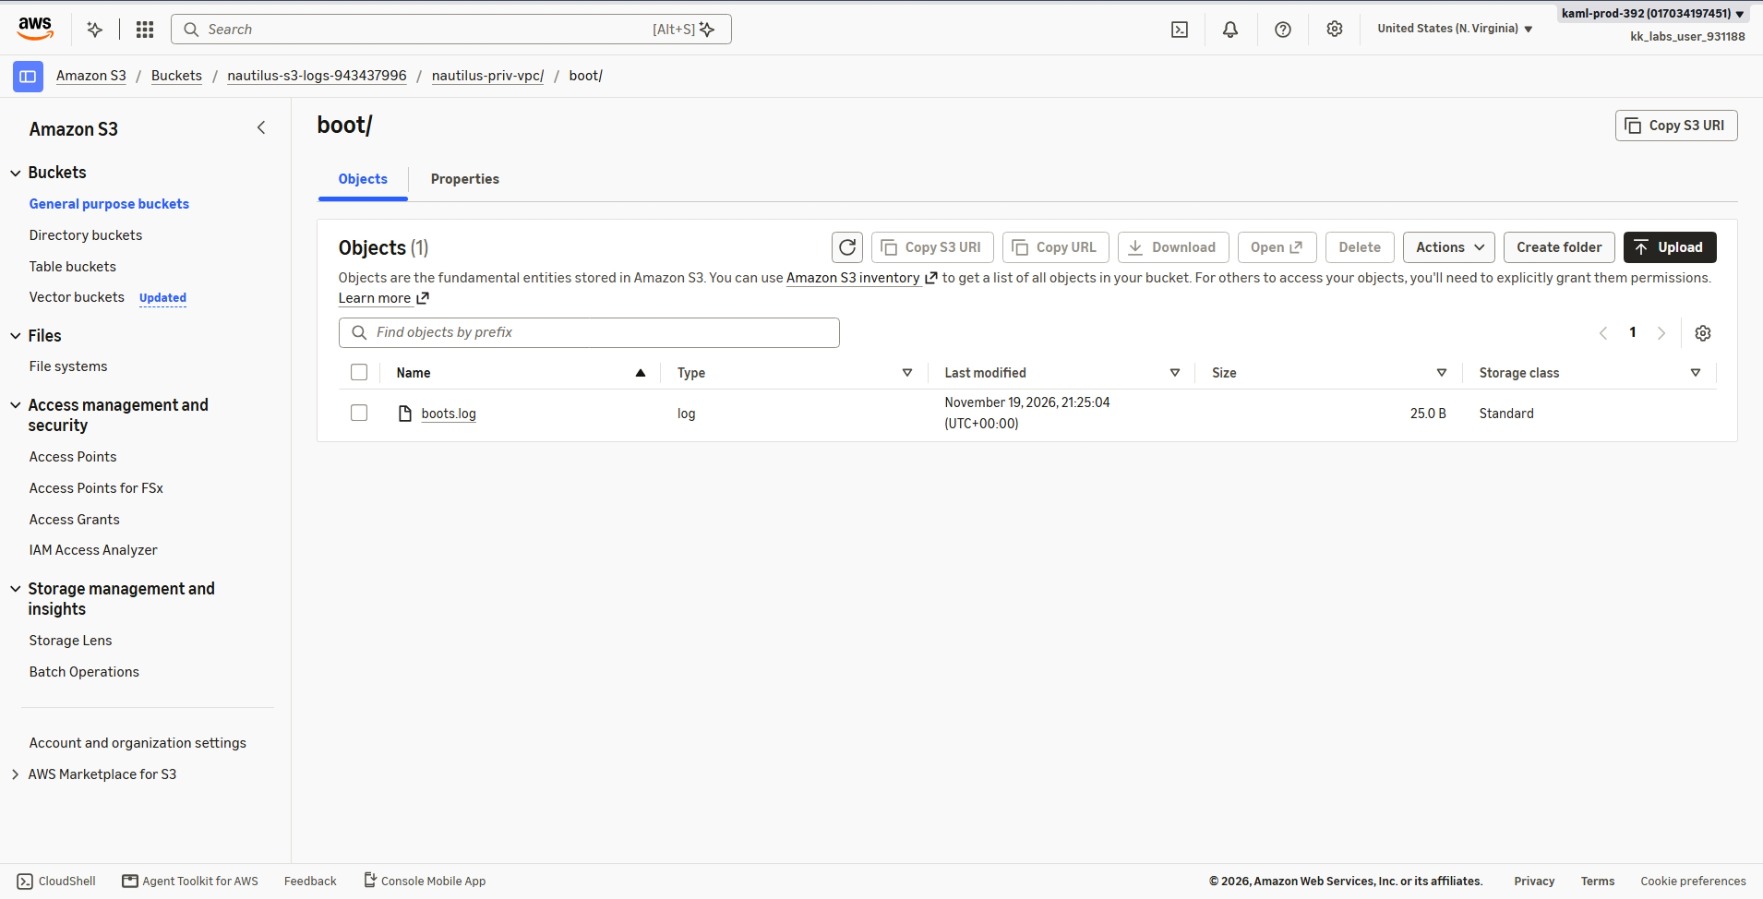 aws
Search
[Alt+S]
United States (N. Virginia) ▼
kaml-prod-392 (017034197451) ▼
kk_labs_user_931188
Amazon S3 / Buckets / nautilus-s3-logs-943437996 / nautilus-priv-vpc/ / boot/
Amazon S3
Buckets
General purpose buckets
Directory buckets
Table buckets
Vector buckets Updated
Files
File systems
Access management and
security
Access Points
Access Points for FSx
Access Grants
IAM Access Analyzer
Storage management and
insights
Storage Lens
Batch Operations
Account and organization settings
AWS Marketplace for S3
boot/
Copy S3 URI
Objects
Properties
Objects (1)
Copy S3 URI
Copy URL
Download
Open
Delete
Actions
Create folder
Upload
Objects are the fundamental entities stored in Amazon S3. You can use Amazon S3 inventory to get a list of all objects in your bucket. For others to access your objects, you'll need to explicitly grant them permissions.
Learn more
Find objects by prefix
1
Name Type Last modified Size Storage class
boots.log log November 19, 2026, 21:25:04 25.0 B Standard
(UTC+00:00)
CloudShell Agent Toolkit for AWS Feedback Console Mobile App © 2026, Amazon Web Services, Inc. or its affiliates. Privacy Terms Cookie preferences